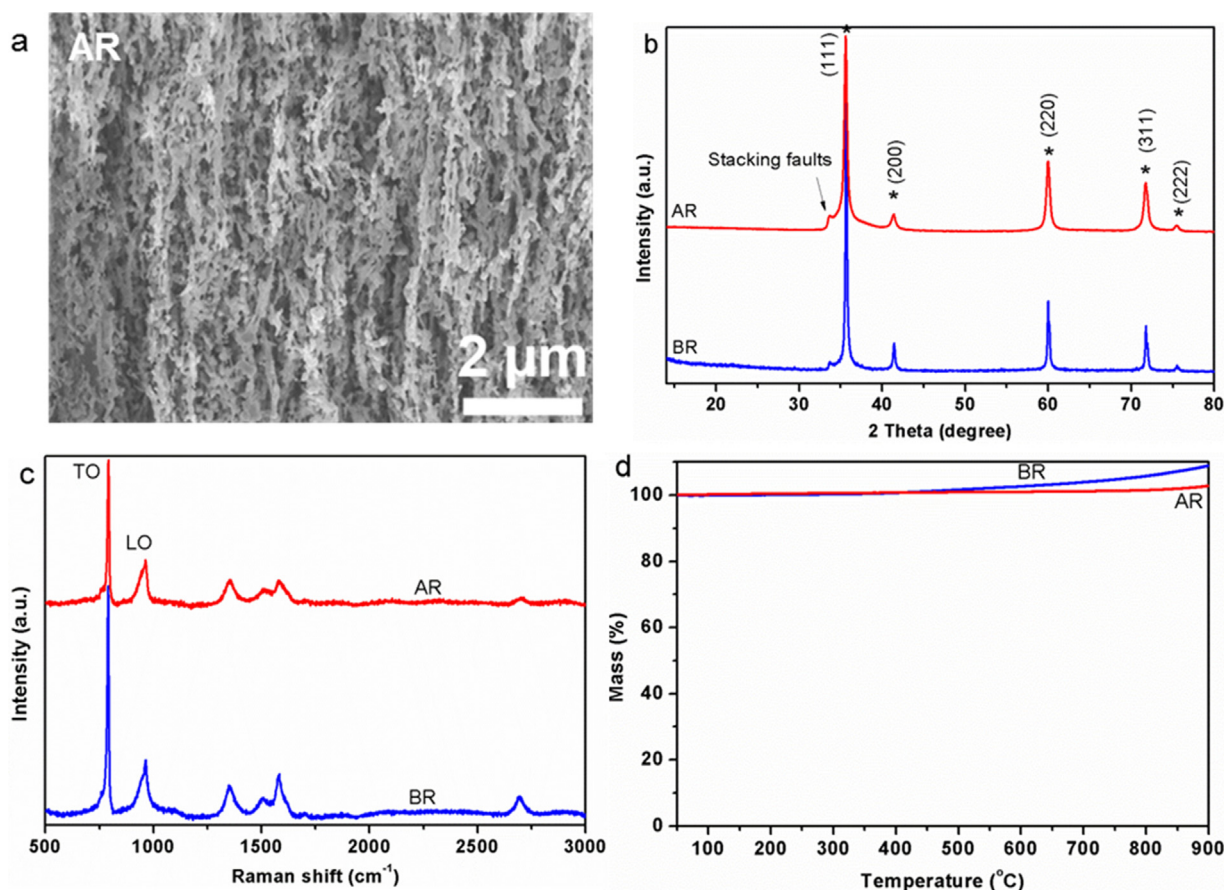 a
AR
2 μm
b
Intensity (a.u.)
Stacking faults
(111)
*
* (200)
* (220)
* (311)
* (222)
AR
BR
20 30 40 50 60 70 80
2 Theta (degree)
c
Intensity (a.u.)
TO
LO
AR
BR
500 1000 1500 2000 2500 3000
Raman shift (cm⁻¹)
d
Mass (%)
100
80
60
40
20
0
BR
AR
100 200 300 400 500 600 700 800 900
Temperature (°C)